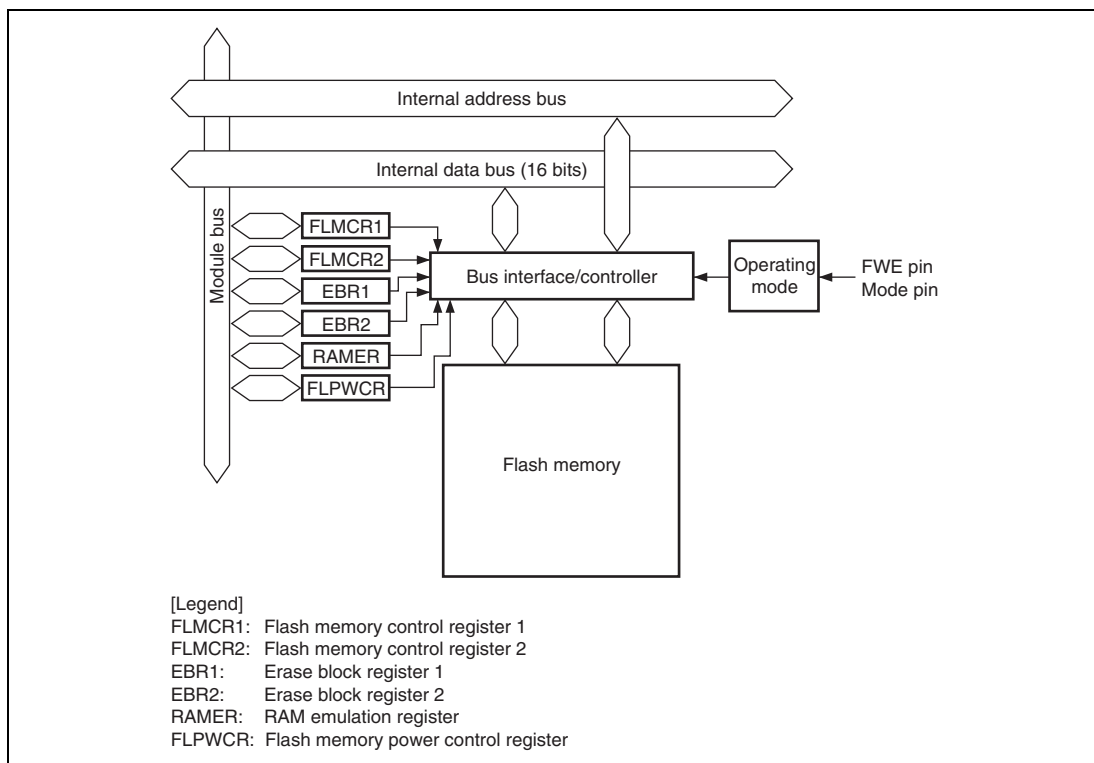 Internal address bus
Internal data bus (16 bits)
Module bus
FLMCR1
FLMCR2
EBR1
EBR2
RAMER
FLPWCR
Bus interface/controller
Operating
mode
FWE pin
Mode pin
Flash memory
[Legend]
FLMCR1: Flash memory control register 1
FLMCR2: Flash memory control register 2
EBR1: Erase block register 1
EBR2: Erase block register 2
RAMER: RAM emulation register
FLPWCR: Flash memory power control register